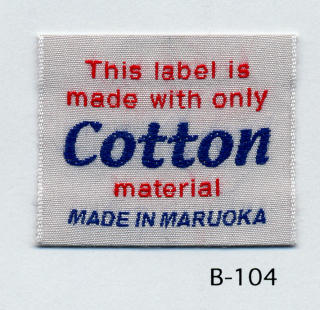 This label is
made with only
Cotton
material
MADE IN MARUOKA
B-104